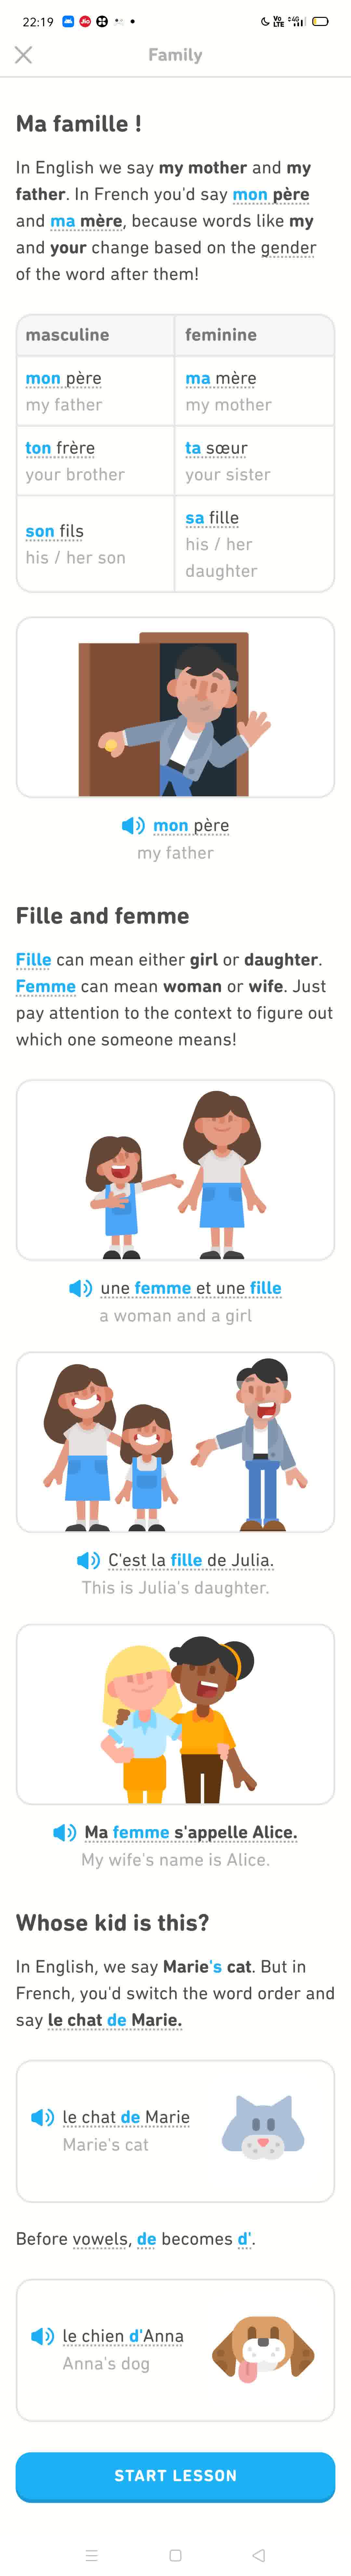 22:19
Jio
Vo LTE 4G
Family
Ma famille !
In English we say my mother and my
father. In French you'd say mon père
and ma mère, because words like my
and your change based on the gender
of the word after them!
masculine feminine
mon père ma mère
my father my mother
ton frère ta sœur
your brother your sister
son fils sa fille
his / her son his / her
daughter
mon père
my father
Fille and femme
Fille can mean either girl or daughter.
Femme can mean woman or wife. Just
pay attention to the context to figure out
which one someone means!
une femme et une fille
a woman and a girl
C'est la fille de Julia.
This is Julia's daughter.
Ma femme s'appelle Alice.
My wife's name is Alice.
Whose kid is this?
In English, we say Marie's cat. But in
French, you'd switch the word order and
say le chat de Marie.
le chat de Marie
Marie's cat
Before vowels, de becomes d'.
le chien d'Anna
Anna's dog
START LESSON